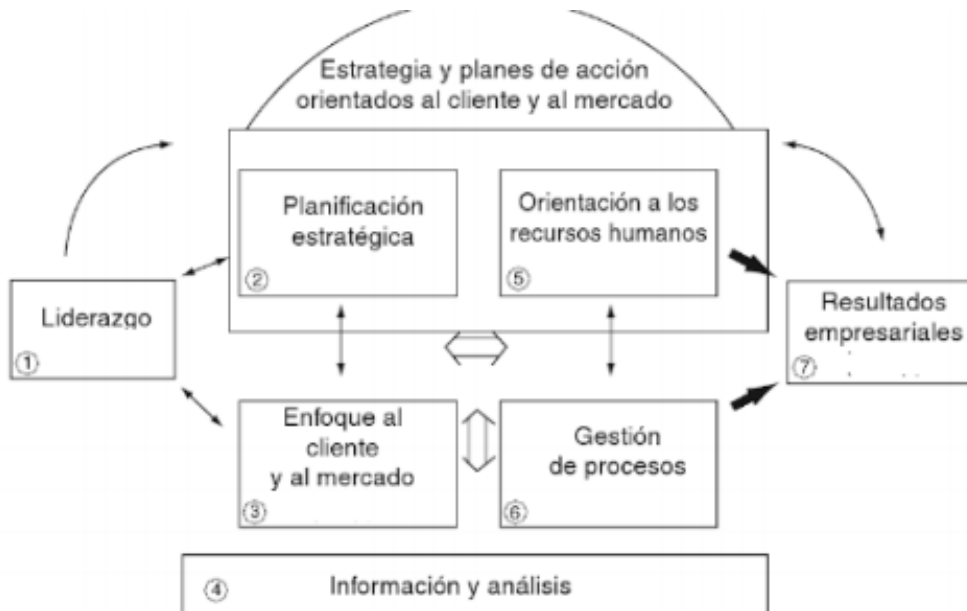 Estrategia y planes de acción
orientados al cliente y al mercado
Planificación
estratégica
②
Orientación a los
recursos humanos
⑤
Liderazgo
①
Resultados
empresariales
⑦
Enfoque al
cliente
y al mercado
③
Gestión
de procesos
⑥
④ Información y análisis